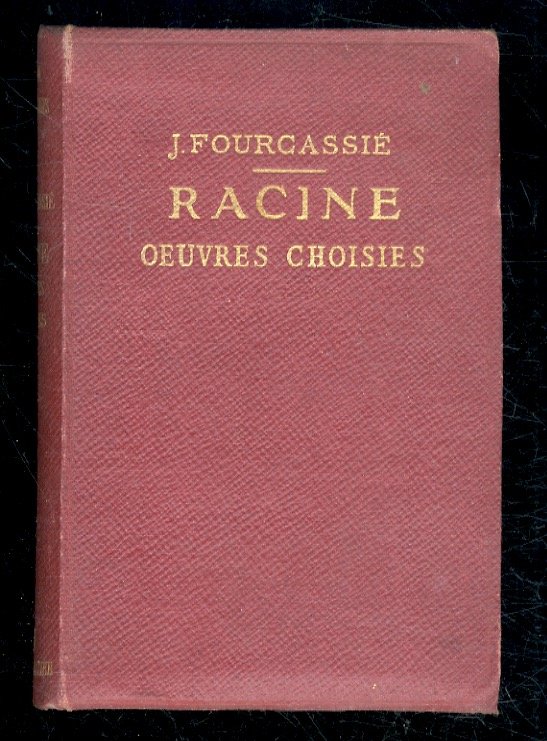 J. FOURCASSIÉ
RACINE
OEUVRES CHOISIES